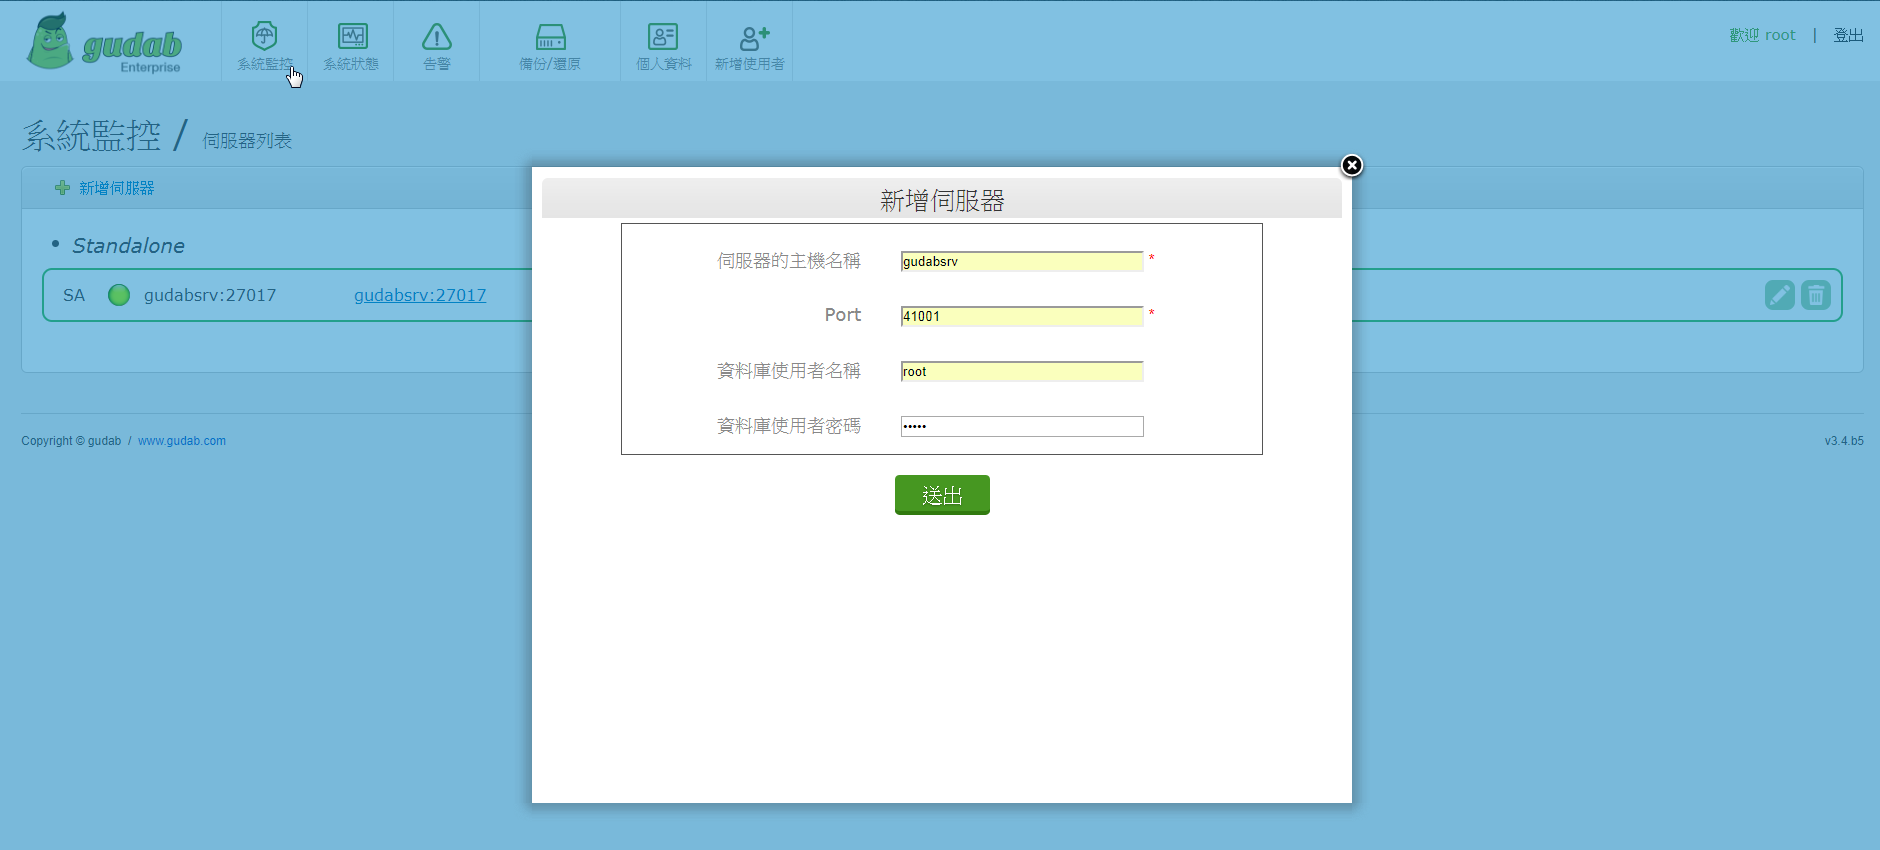 gudab
Enterprise
系統監控
系統狀態
告警
備份/還原
個人資料
新增使用者
歡迎 root | 登出
系統監控 / 伺服器列表
新增伺服器
• Standalone
SA gudabsrv:27017 gudabsrv:27017
新增伺服器
伺服器的主機名稱 gudabsrv *
Port 41001 *
資料庫使用者名稱 root
資料庫使用者密碼 •••••
送出
Copyright © gudab / www.gudab.com
v3.4.b5